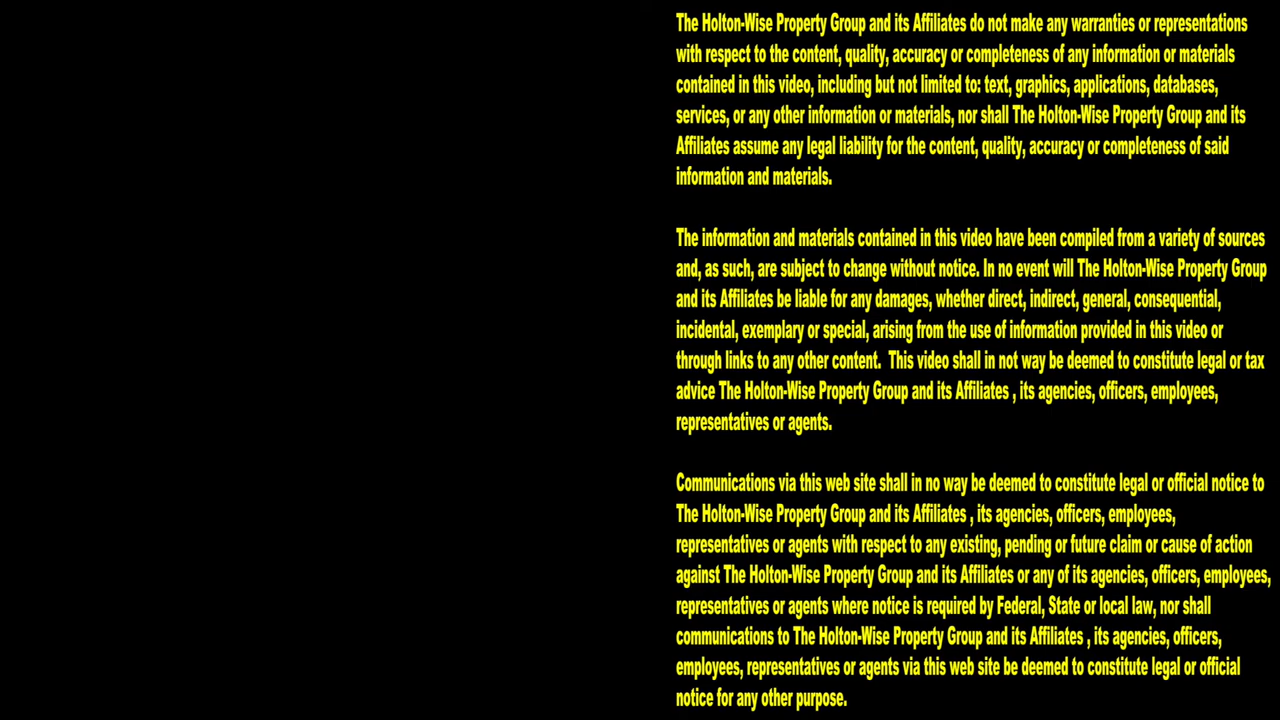 The Holton-Wise Property Group and its Affiliates do not make any warranties or representations
with respect to the content, quality, accuracy or completeness of any information or materials
contained in this video, including but not limited to: text, graphics, applications, databases,
services, or any other information or materials, nor shall The Holton-Wise Property Group and its
Affiliates assume any legal liability for the content, quality, accuracy or completeness of said
information and materials.
The information and materials contained in this video have been compiled from a variety of sources
and, as such, are subject to change without notice. In no event will The Holton-Wise Property Group
and its Affiliates be liable for any damages, whether direct, indirect, general, consequential,
incidental, exemplary or special, arising from the use of information provided in this video or
through links to any other content.  This video shall in not way be deemed to constitute legal or tax
advice The Holton-Wise Property Group and its Affiliates , its agencies, officers, employees,
representatives or agents.
Communications via this web site shall in no way be deemed to constitute legal or official notice to
The Holton-Wise Property Group and its Affiliates , its agencies, officers, employees,
representatives or agents with respect to any existing, pending or future claim or cause of action
against The Holton-Wise Property Group and its Affiliates or any of its agencies, officers, employees,
representatives or agents where notice is required by Federal, State or local law, nor shall
communications to The Holton-Wise Property Group and its Affiliates , its agencies, officers,
employees, representatives or agents via this web site be deemed to constitute legal or official
notice for any other purpose.